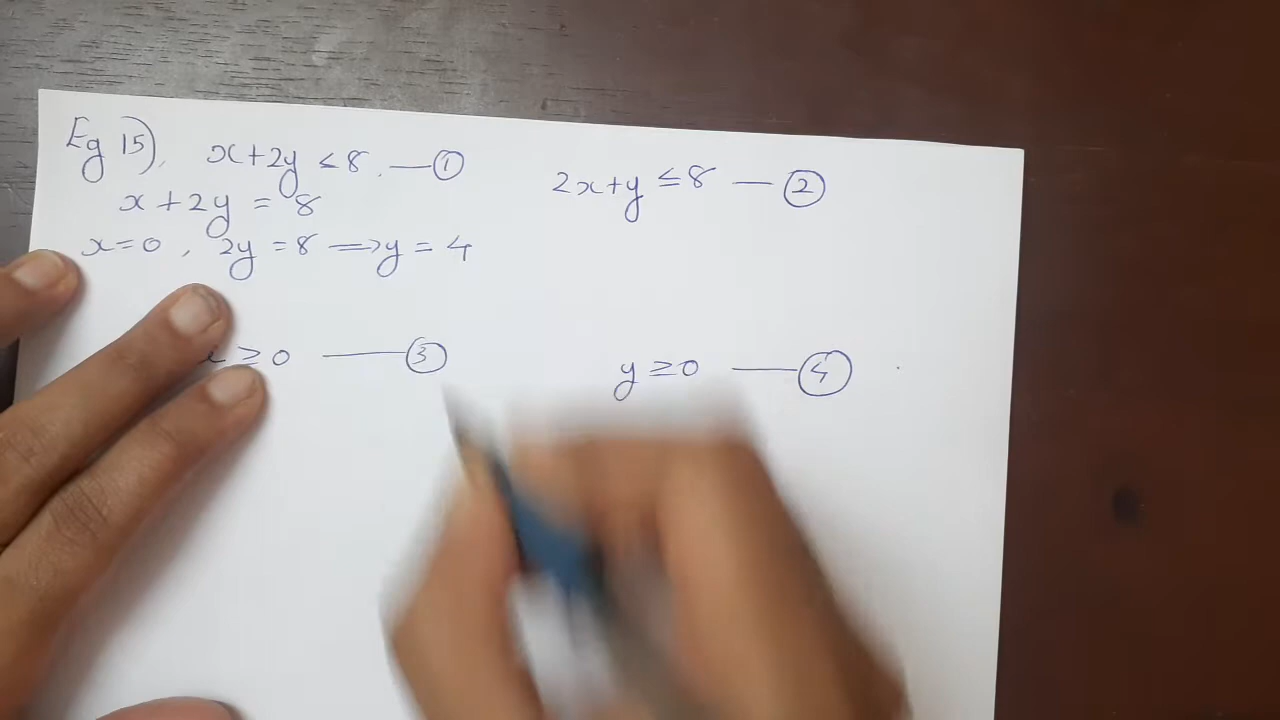 Eg 15), x+2y ≤ 8. —①
2x+y ≤ 8 — ②
x + 2y = 8
x=0, 2y = 8 ⟹ y = 4
x ≥ 0 —③
y ≥ 0 —④